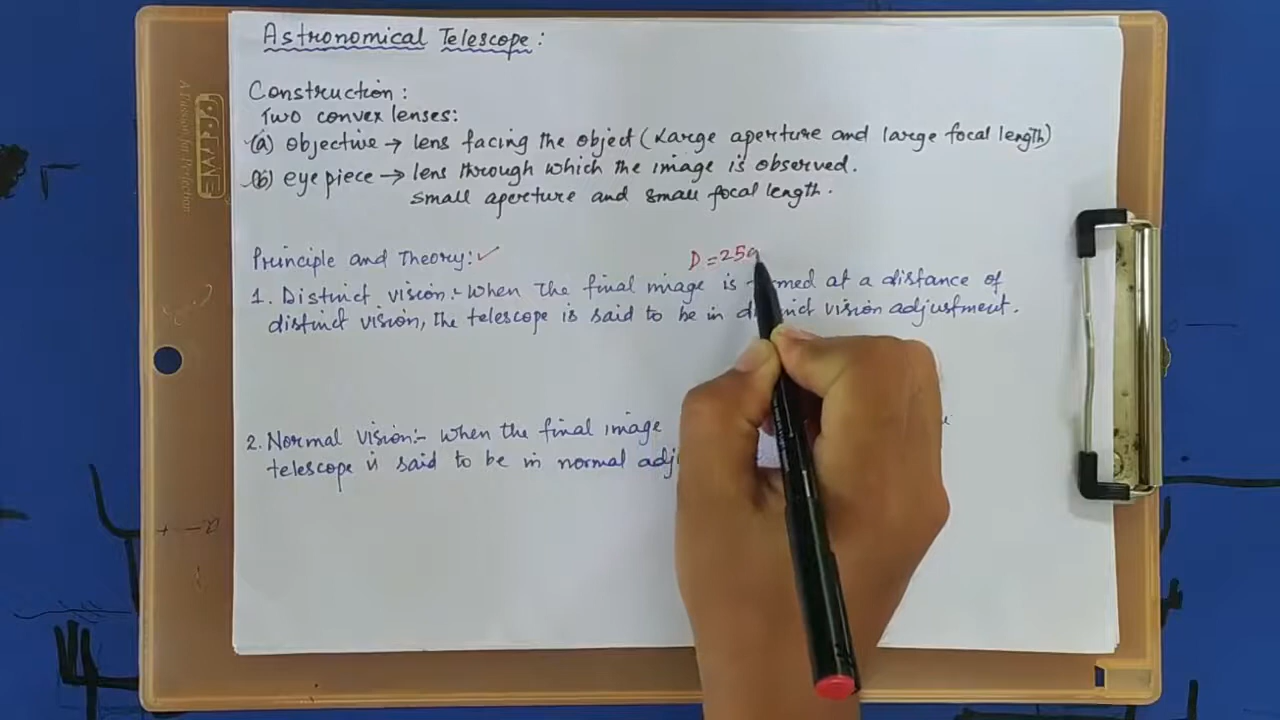 Astronomical Telescope:
Construction:
Two convex lenses:
(a) objective → lens facing the object (Large aperture and large focal length)
(b) eye piece → lens through which the image is observed.
small aperture and small focal length.
Principle and Theory:✓
D = 25
1. Distinct vision:- When the final image is formed at a distance of
distinct vision, the telescope is said to be in distinct vision adjustment.
2. Normal vision:- When the final image
telescope is said to be in normal